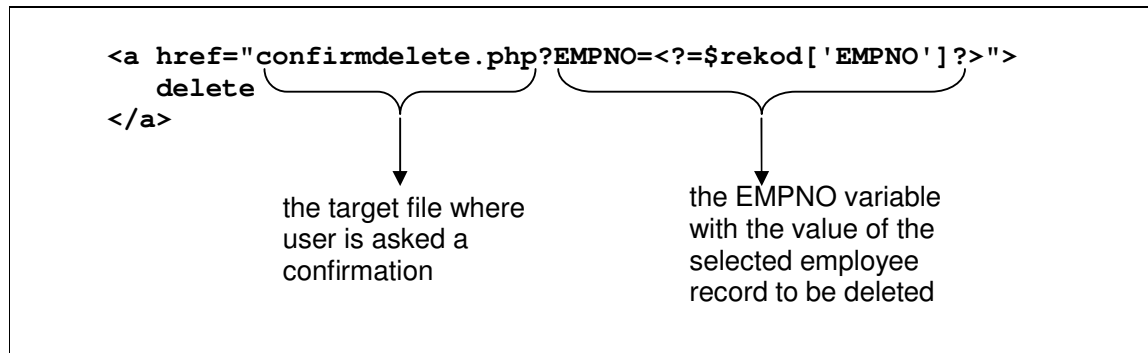 <a href="confirmdelete.php?EMPNO=<?=$rekod['EMPNO']?>">
delete
</a>
the target file where
user is asked a
confirmation
the EMPNO variable
with the value of the
selected employee
record to be deleted